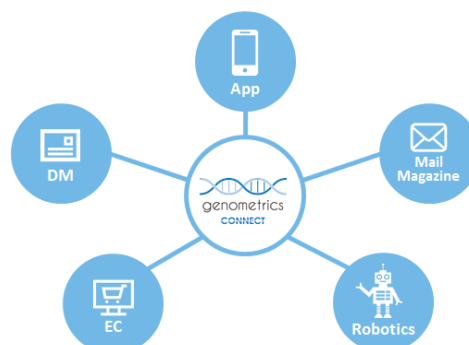 App
DM
Mail
Magazine
genometrics
CONNECT
EC
Robotics